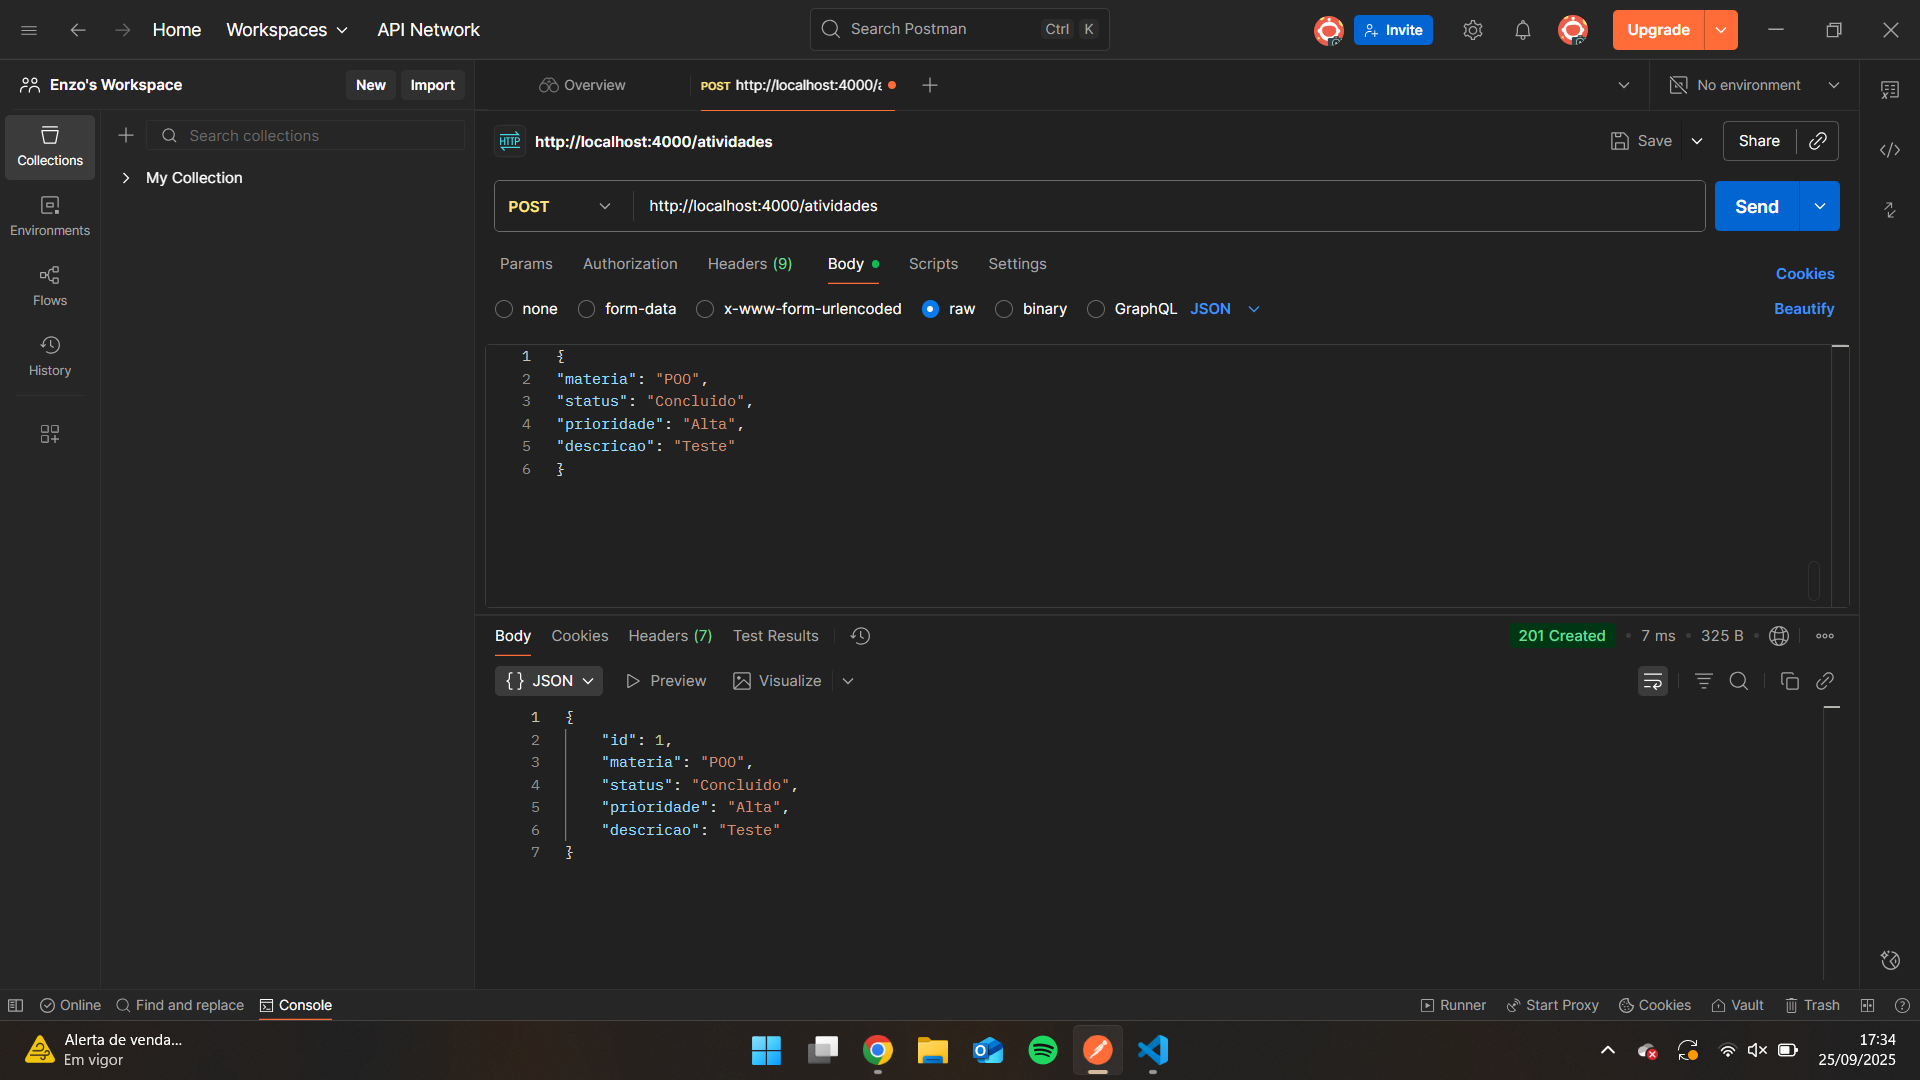 Home Workspaces API Network Search Postman Ctrl K Invite Upgrade
Enzo's Workspace New Import Overview POST http://localhost:4000/a No environment
Search collections
http://localhost:4000/atividades Save Share
Collections
My Collection
POST http://localhost:4000/atividades Send
Environments
Params Authorization Headers (9) Body Scripts Settings Cookies
Flows
none form-data x-www-form-urlencoded raw binary GraphQL JSON Beautify
History
1 {
2 "materia": "POO",
3 "status": "Concluido",
4 "prioridade": "Alta",
5 "descricao": "Teste"
6 }
Body Cookies Headers (7) Test Results 201 Created • 7 ms • 325 B
{} JSON Preview Visualize
1 {
2 "id": 1,
3 "materia": "POO",
4 "status": "Concluido",
5 "prioridade": "Alta",
6 "descricao": "Teste"
7 }
Online Find and replace Console Runner Start Proxy Cookies Vault Trash
Alerta de venda...
Em vigor
17:34
25/09/2025